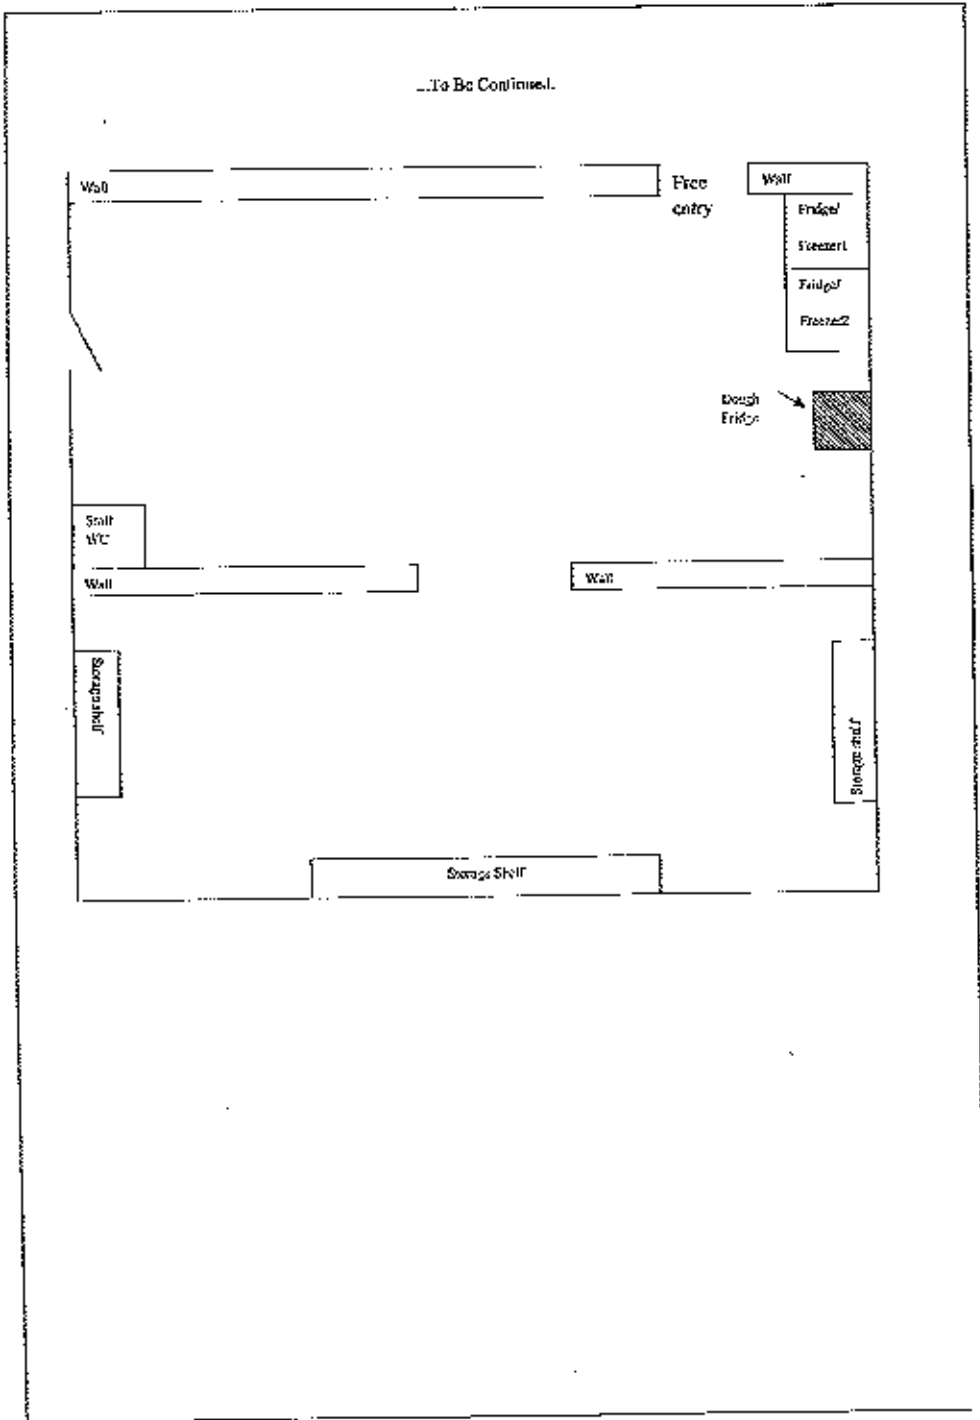 ...To Be Continued.
Wall
Free
entry
Wall
Fridge/
Freezer1
Fridge/
Freezer2
Dough
Fridge
Staff
WC
Wall
Wall
Storage shelf
Storage shelf
Storage Shelf